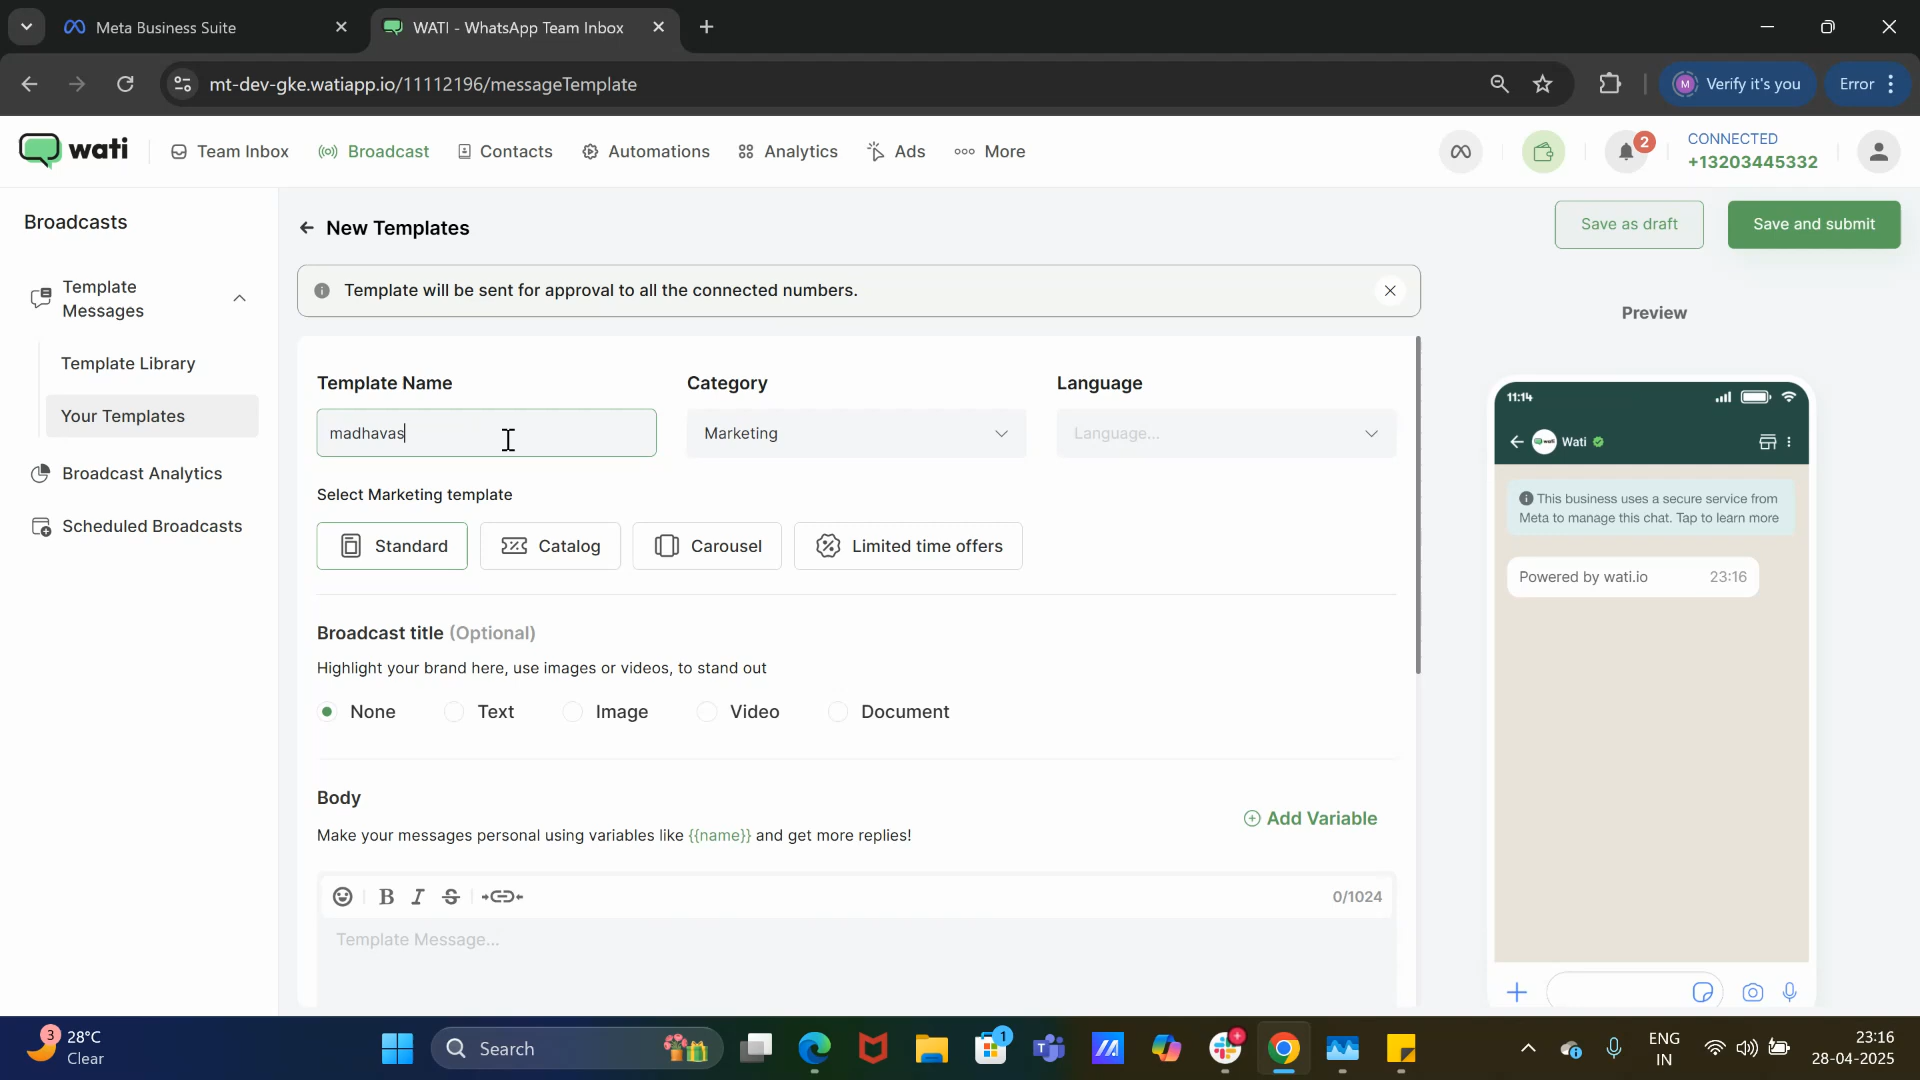 Meta Business Suite
WATI - WhatsApp Team Inbox
mt-dev-gke.watiapp.io/11112196/messageTemplate
M
Verify it's you
Error
wati
Team Inbox
Broadcast
Contacts
Automations
Analytics
Ads
More
2
CONNECTED
+13203445332
Broadcasts
Template Messages
Template Library
Your Templates
Broadcast Analytics
Scheduled Broadcasts
New Templates
Save as draft
Save and submit
Template will be sent for approval to all the connected numbers.
Template Name
Category
Language
madhavas
Marketing
Language...
Select Marketing template
Standard
Catalog
Carousel
Limited time offers
Broadcast title (Optional)
Highlight your brand here, use images or videos, to stand out
None
Text
Image
Video
Document
Body
Add Variable
Make your messages personal using variables like {{name}} and get more replies!
B I S
0/1024
Template Message...
Preview
11:14
Wati
This business uses a secure service from
Meta to manage this chat. Tap to learn more
Powered by wati.io
23:16
3
28°C
Clear
Search
1
ENG
IN
23:16
28-04-2025